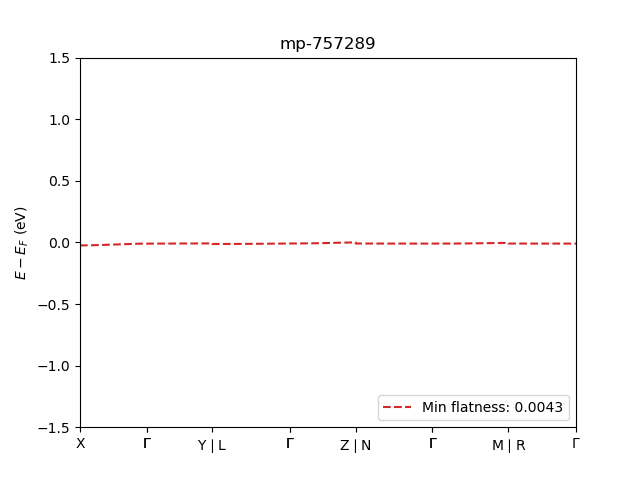 mp-757289
E − E_F (eV)
1.5
1.0
0.5
0.0
−0.5
−1.0
−1.5
Min flatness: 0.0043
X Γ Y | L Γ Z | N Γ M | R Γ